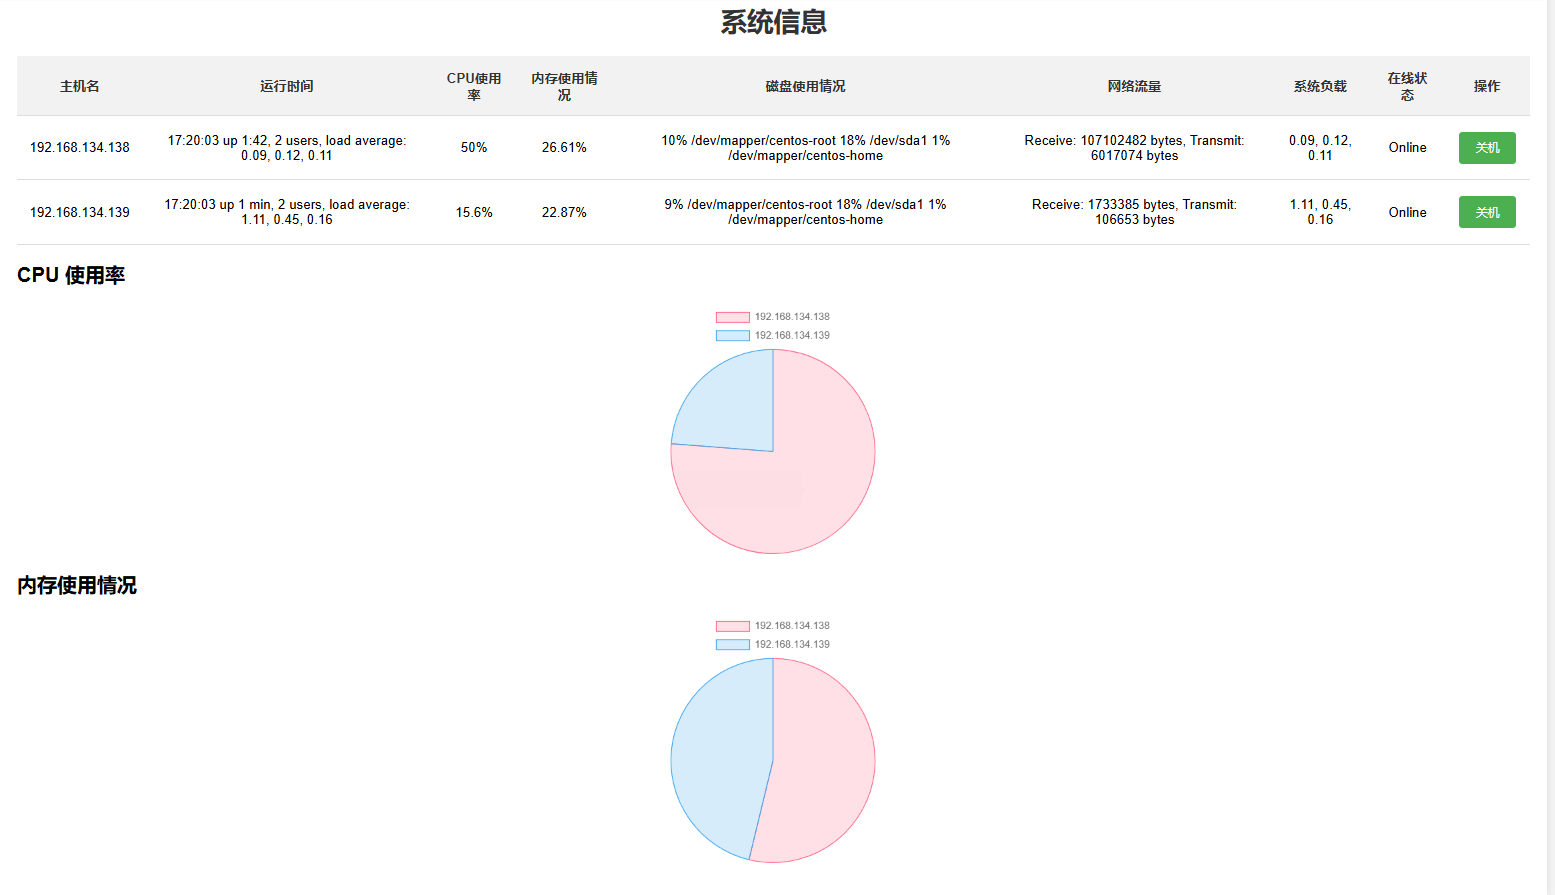 系统信息
主机名 运行时间 CPU使用率 内存使用情况 磁盘使用情况 网络流量 系统负载 在线状态 操作
192.168.134.138 17:20:03 up 1:42, 2 users, load average: 0.09, 0.12, 0.11 50% 26.61% 10% /dev/mapper/centos-root 18% /dev/sda1 1% /dev/mapper/centos-home Receive: 107102482 bytes, Transmit: 6017074 bytes 0.09, 0.12, 0.11 Online 关机
192.168.134.139 17:20:03 up 1 min, 2 users, load average: 1.11, 0.45, 0.16 15.6% 22.87% 9% /dev/mapper/centos-root 18% /dev/sda1 1% /dev/mapper/centos-home Receive: 1733385 bytes, Transmit: 106653 bytes 1.11, 0.45, 0.16 Online 关机
CPU 使用率
192.168.134.138
192.168.134.139
内存使用情况
192.168.134.138
192.168.134.139